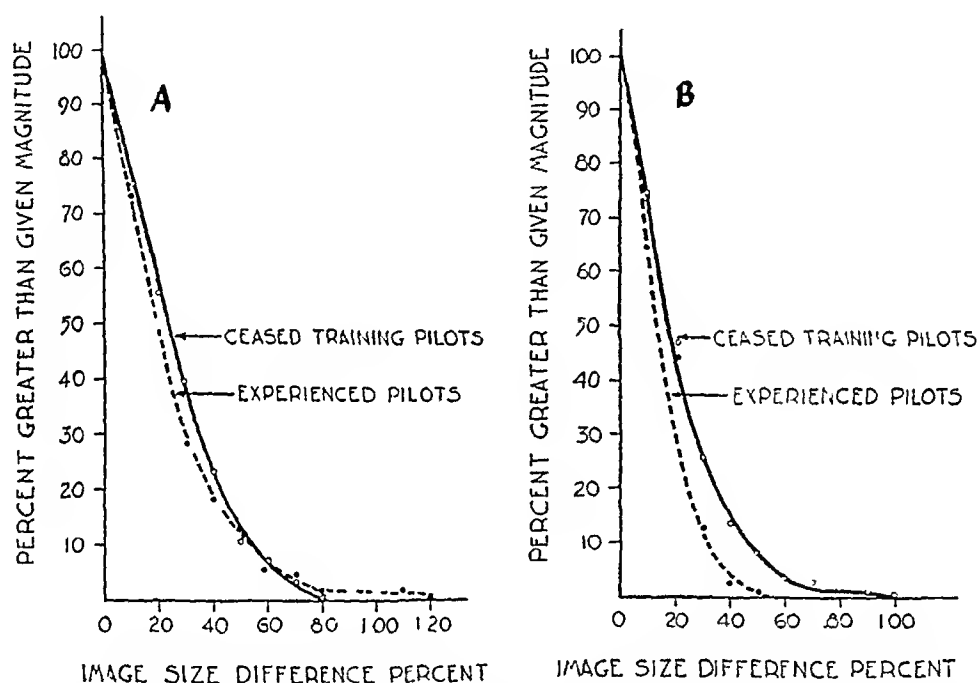 A
PERCENT GREATER THAN GIVEN MAGNITUDE
100
90
80
70
60
50
40
30
20
10
CEASED TRAINING PILOTS
EXPERIENCED PILOTS
0 20 40 60 80 100 120
IMAGE SIZE DIFFERENCE PERCENT
B
PERCENT GREATER THAN GIVEN MAGNITUDE
100
90
80
70
60
50
40
30
20
10
CEASED TRAINING PILOTS
EXPERIENCED PILOTS
0 20 40 60 80 100
IMAGE SIZE DIFFERENCE PERCENT